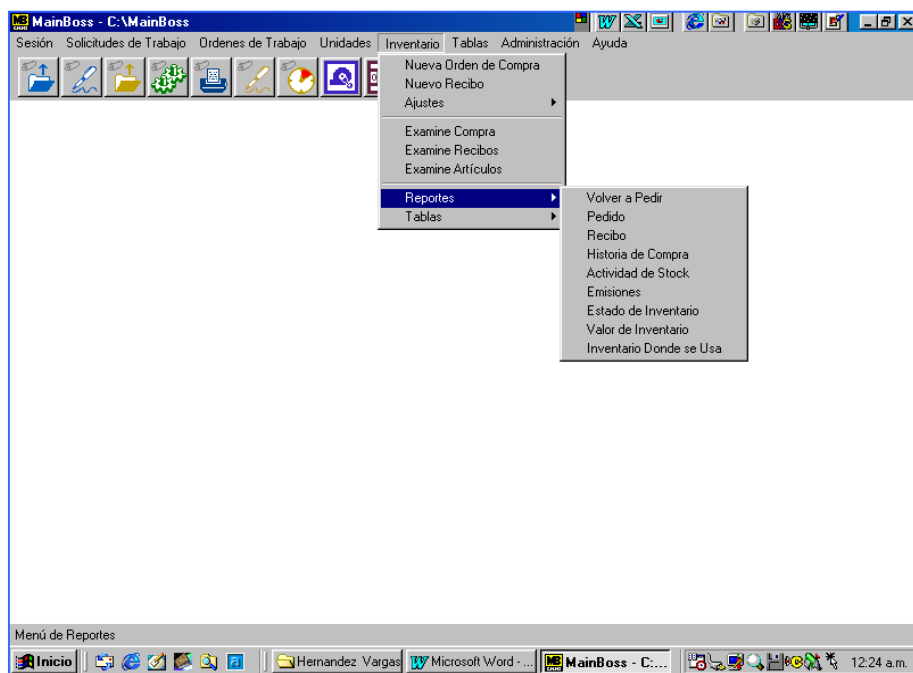 MainBoss - C:\MainBoss
Sesión Solicitudes de Trabajo Ordenes de Trabajo Unidades Inventario Tablas Administración Ayuda
Nueva Orden de Compra
Nuevo Recibo
Ajustes
Examine Compra
Examine Recibos
Examine Artículos
Reportes
Tablas
Volver a Pedir
Pedido
Recibo
Historia de Compra
Actividad de Stock
Emisiones
Estado de Inventario
Valor de Inventario
Inventario Donde se Usa
Menú de Reportes
Inicio Hernandez Vargas Microsoft Word - ... MainBoss - C:... 12:24 a.m.